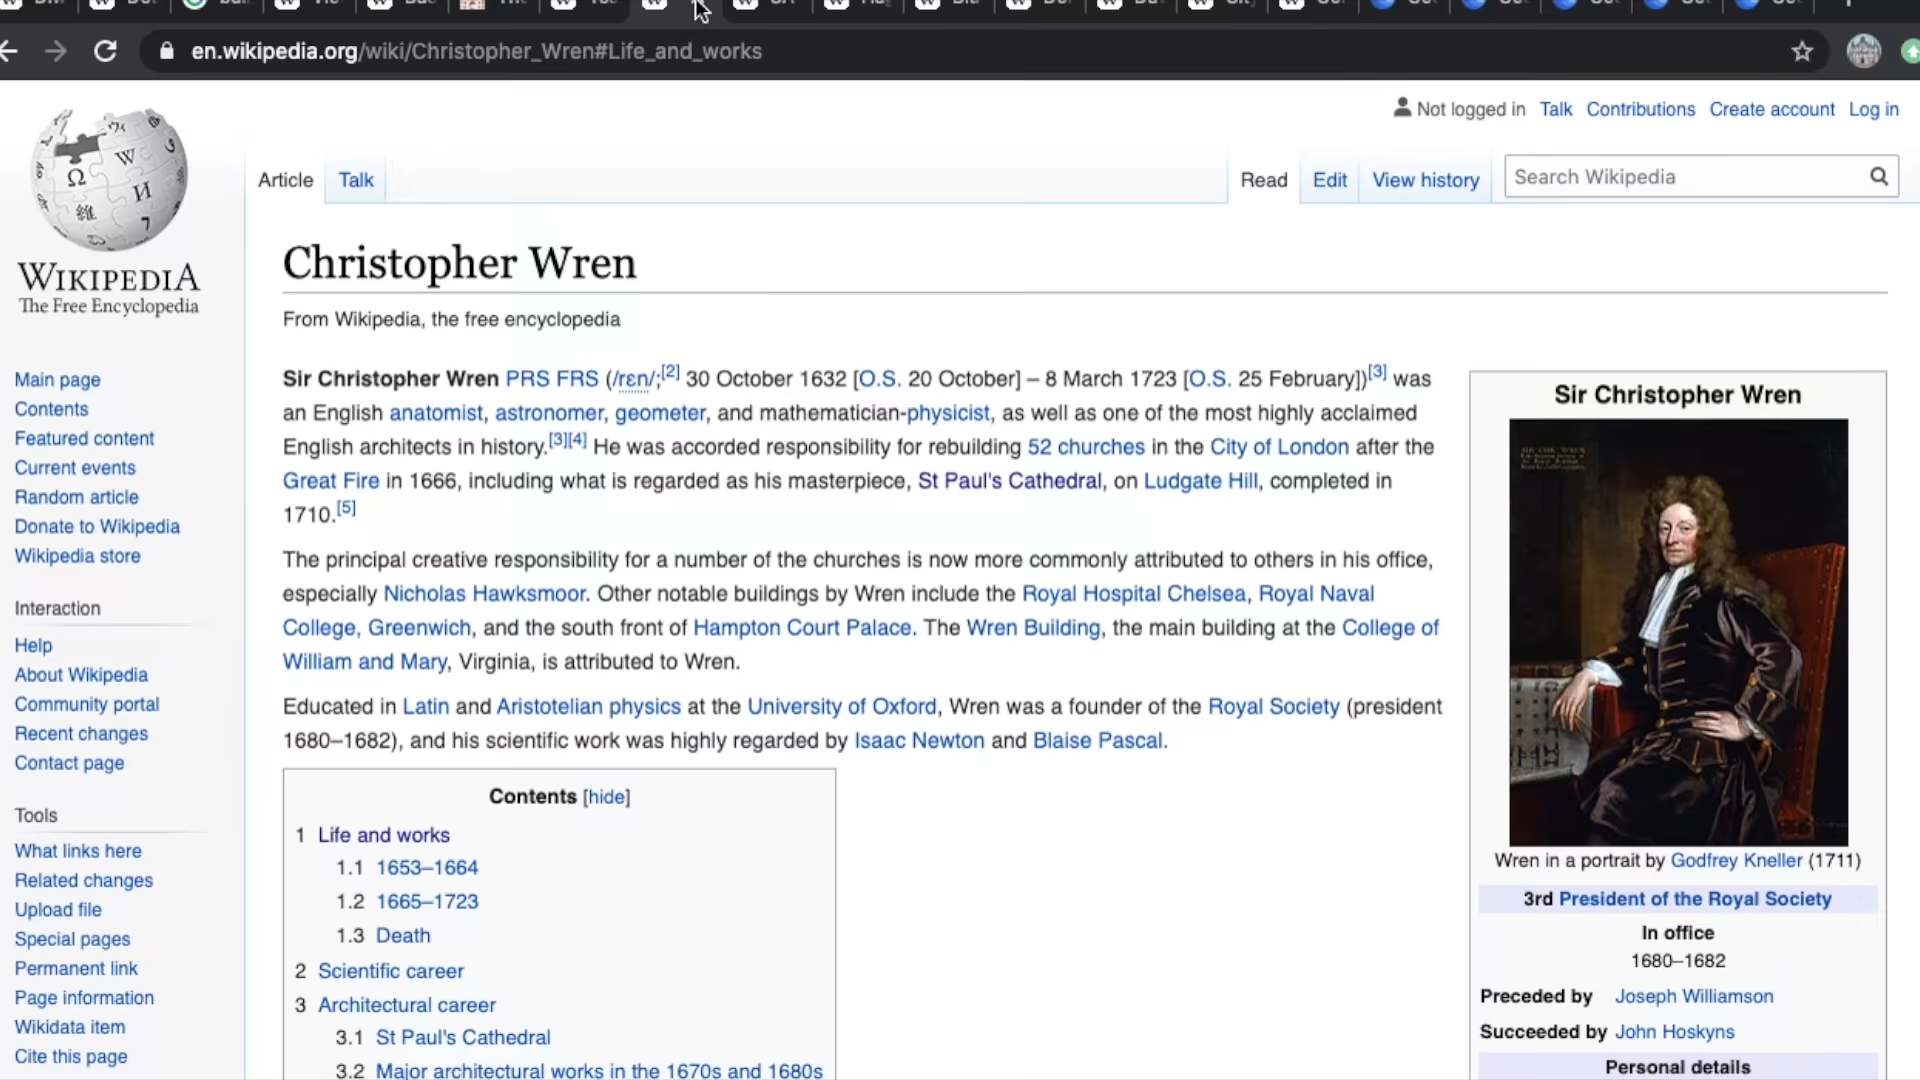 en.wikipedia.org/wiki/Christopher_Wren#Life_and_works
Not logged in Talk Contributions Create account Log in
Article Talk Read Edit View history Search Wikipedia
WIKIPEDIA
The Free Encyclopedia
Christopher Wren
From Wikipedia, the free encyclopedia
Sir Christopher Wren PRS FRS (/rɛn/;[2] 30 October 1632 [O.S. 20 October] – 8 March 1723 [O.S. 25 February])[3] was
an English anatomist, astronomer, geometer, and mathematician-physicist, as well as one of the most highly acclaimed
English architects in history.[3][4] He was accorded responsibility for rebuilding 52 churches in the City of London after the
Great Fire in 1666, including what is regarded as his masterpiece, St Paul's Cathedral, on Ludgate Hill, completed in
1710.[5]
The principal creative responsibility for a number of the churches is now more commonly attributed to others in his office,
especially Nicholas Hawksmoor. Other notable buildings by Wren include the Royal Hospital Chelsea, Royal Naval
College, Greenwich, and the south front of Hampton Court Palace. The Wren Building, the main building at the College of
William and Mary, Virginia, is attributed to Wren.
Educated in Latin and Aristotelian physics at the University of Oxford, Wren was a founder of the Royal Society (president
1680–1682), and his scientific work was highly regarded by Isaac Newton and Blaise Pascal.
Contents [hide]
1 Life and works
1.1 1653–1664
1.2 1665–1723
1.3 Death
2 Scientific career
3 Architectural career
3.1 St Paul's Cathedral
3.2 Major architectural works in the 1670s and 1680s
Main page
Contents
Featured content
Current events
Random article
Donate to Wikipedia
Wikipedia store
Interaction
Help
About Wikipedia
Community portal
Recent changes
Contact page
Tools
What links here
Related changes
Upload file
Special pages
Permanent link
Page information
Wikidata item
Cite this page
Sir Christopher Wren
Wren in a portrait by Godfrey Kneller (1711)
3rd President of the Royal Society
In office
1680–1682
Preceded by Joseph Williamson
Succeeded by John Hoskyns
Personal details